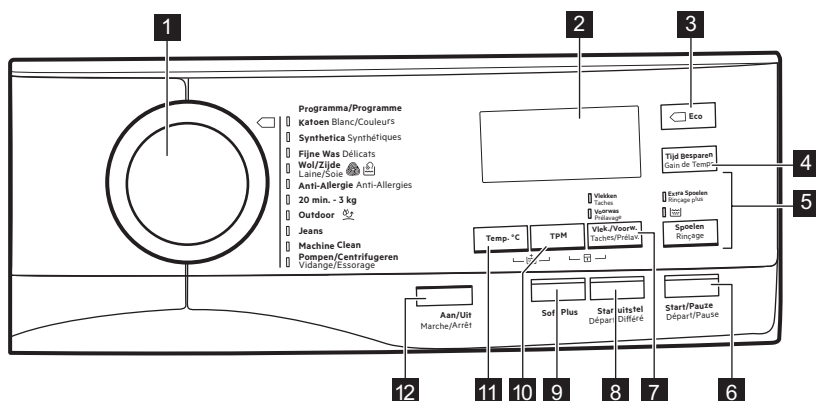 1
2
3
Programma/Programme
Katoen Blanc/Couleurs
Synthetica Synthétiques
Fijne Was Délicats
Wol/Zijde
Laine/Soie
Anti-Allergie Anti-Allergies
20 min. - 3 kg
Outdoor
Jeans
Machine Clean
Pompen/Centrifugeren
Vidange/Essorage
Eco
Tijd Besparen
Gain de Temps
4
5
Vlekken
Taches
Voorwas
Prélavage
Extra Spoelen
Rinçage plus
Temp. °C
TPM
Vlek./Voorw.
Taches/Prélav.
Spoelen
Rinçage
Aan/Uit
Marche/Arrêt
Soft Plus
Startuitstel
Départ Différé
Start/Pauze
Départ/Pause
12
11
10
9
8
7
6